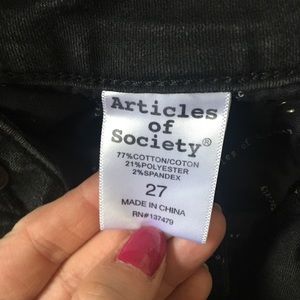 Articles
of
Society®
77%COTTON/COTON
21%POLYESTER
2%SPANDEX
27
MADE IN CHINA
RN#137479